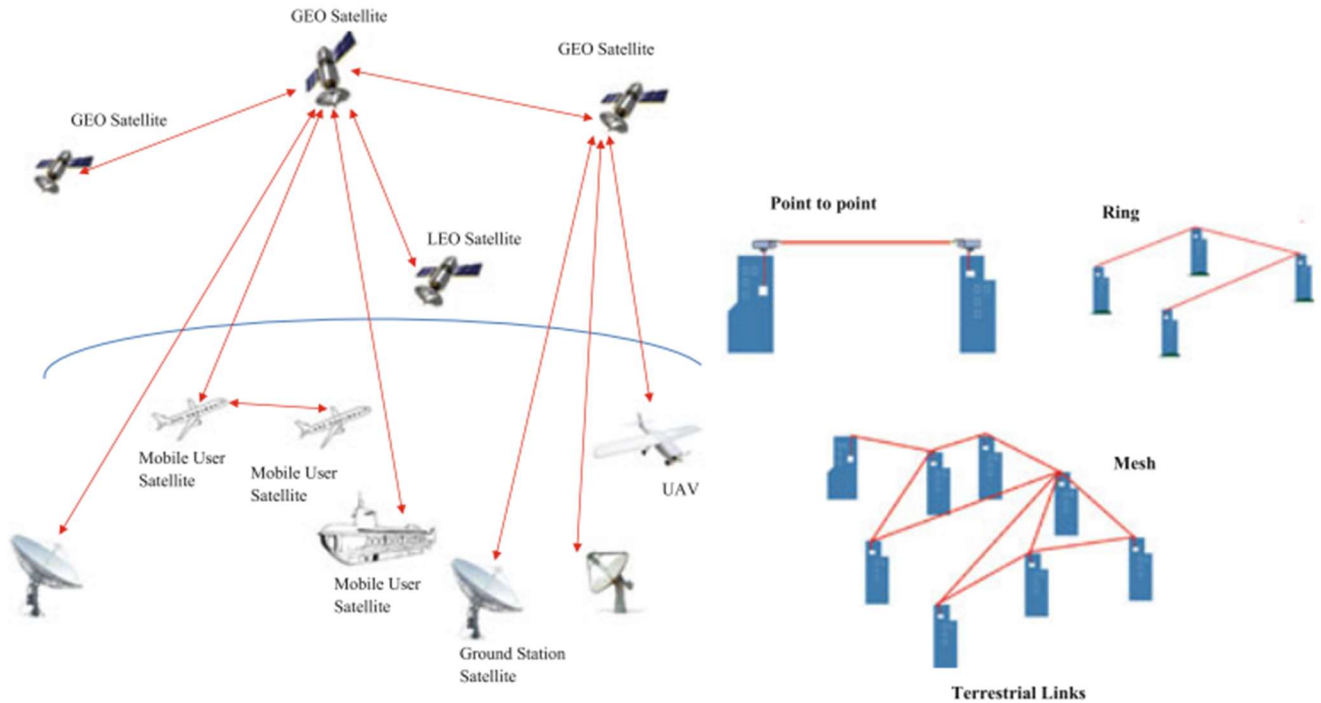 GEO Satellite
GEO Satellite
GEO Satellite
LEO Satellite
Mobile User
Satellite
Mobile User
Satellite
UAV
Mobile User
Satellite
Ground Station
Satellite
Point to point
Ring
Mesh
Terrestrial Links